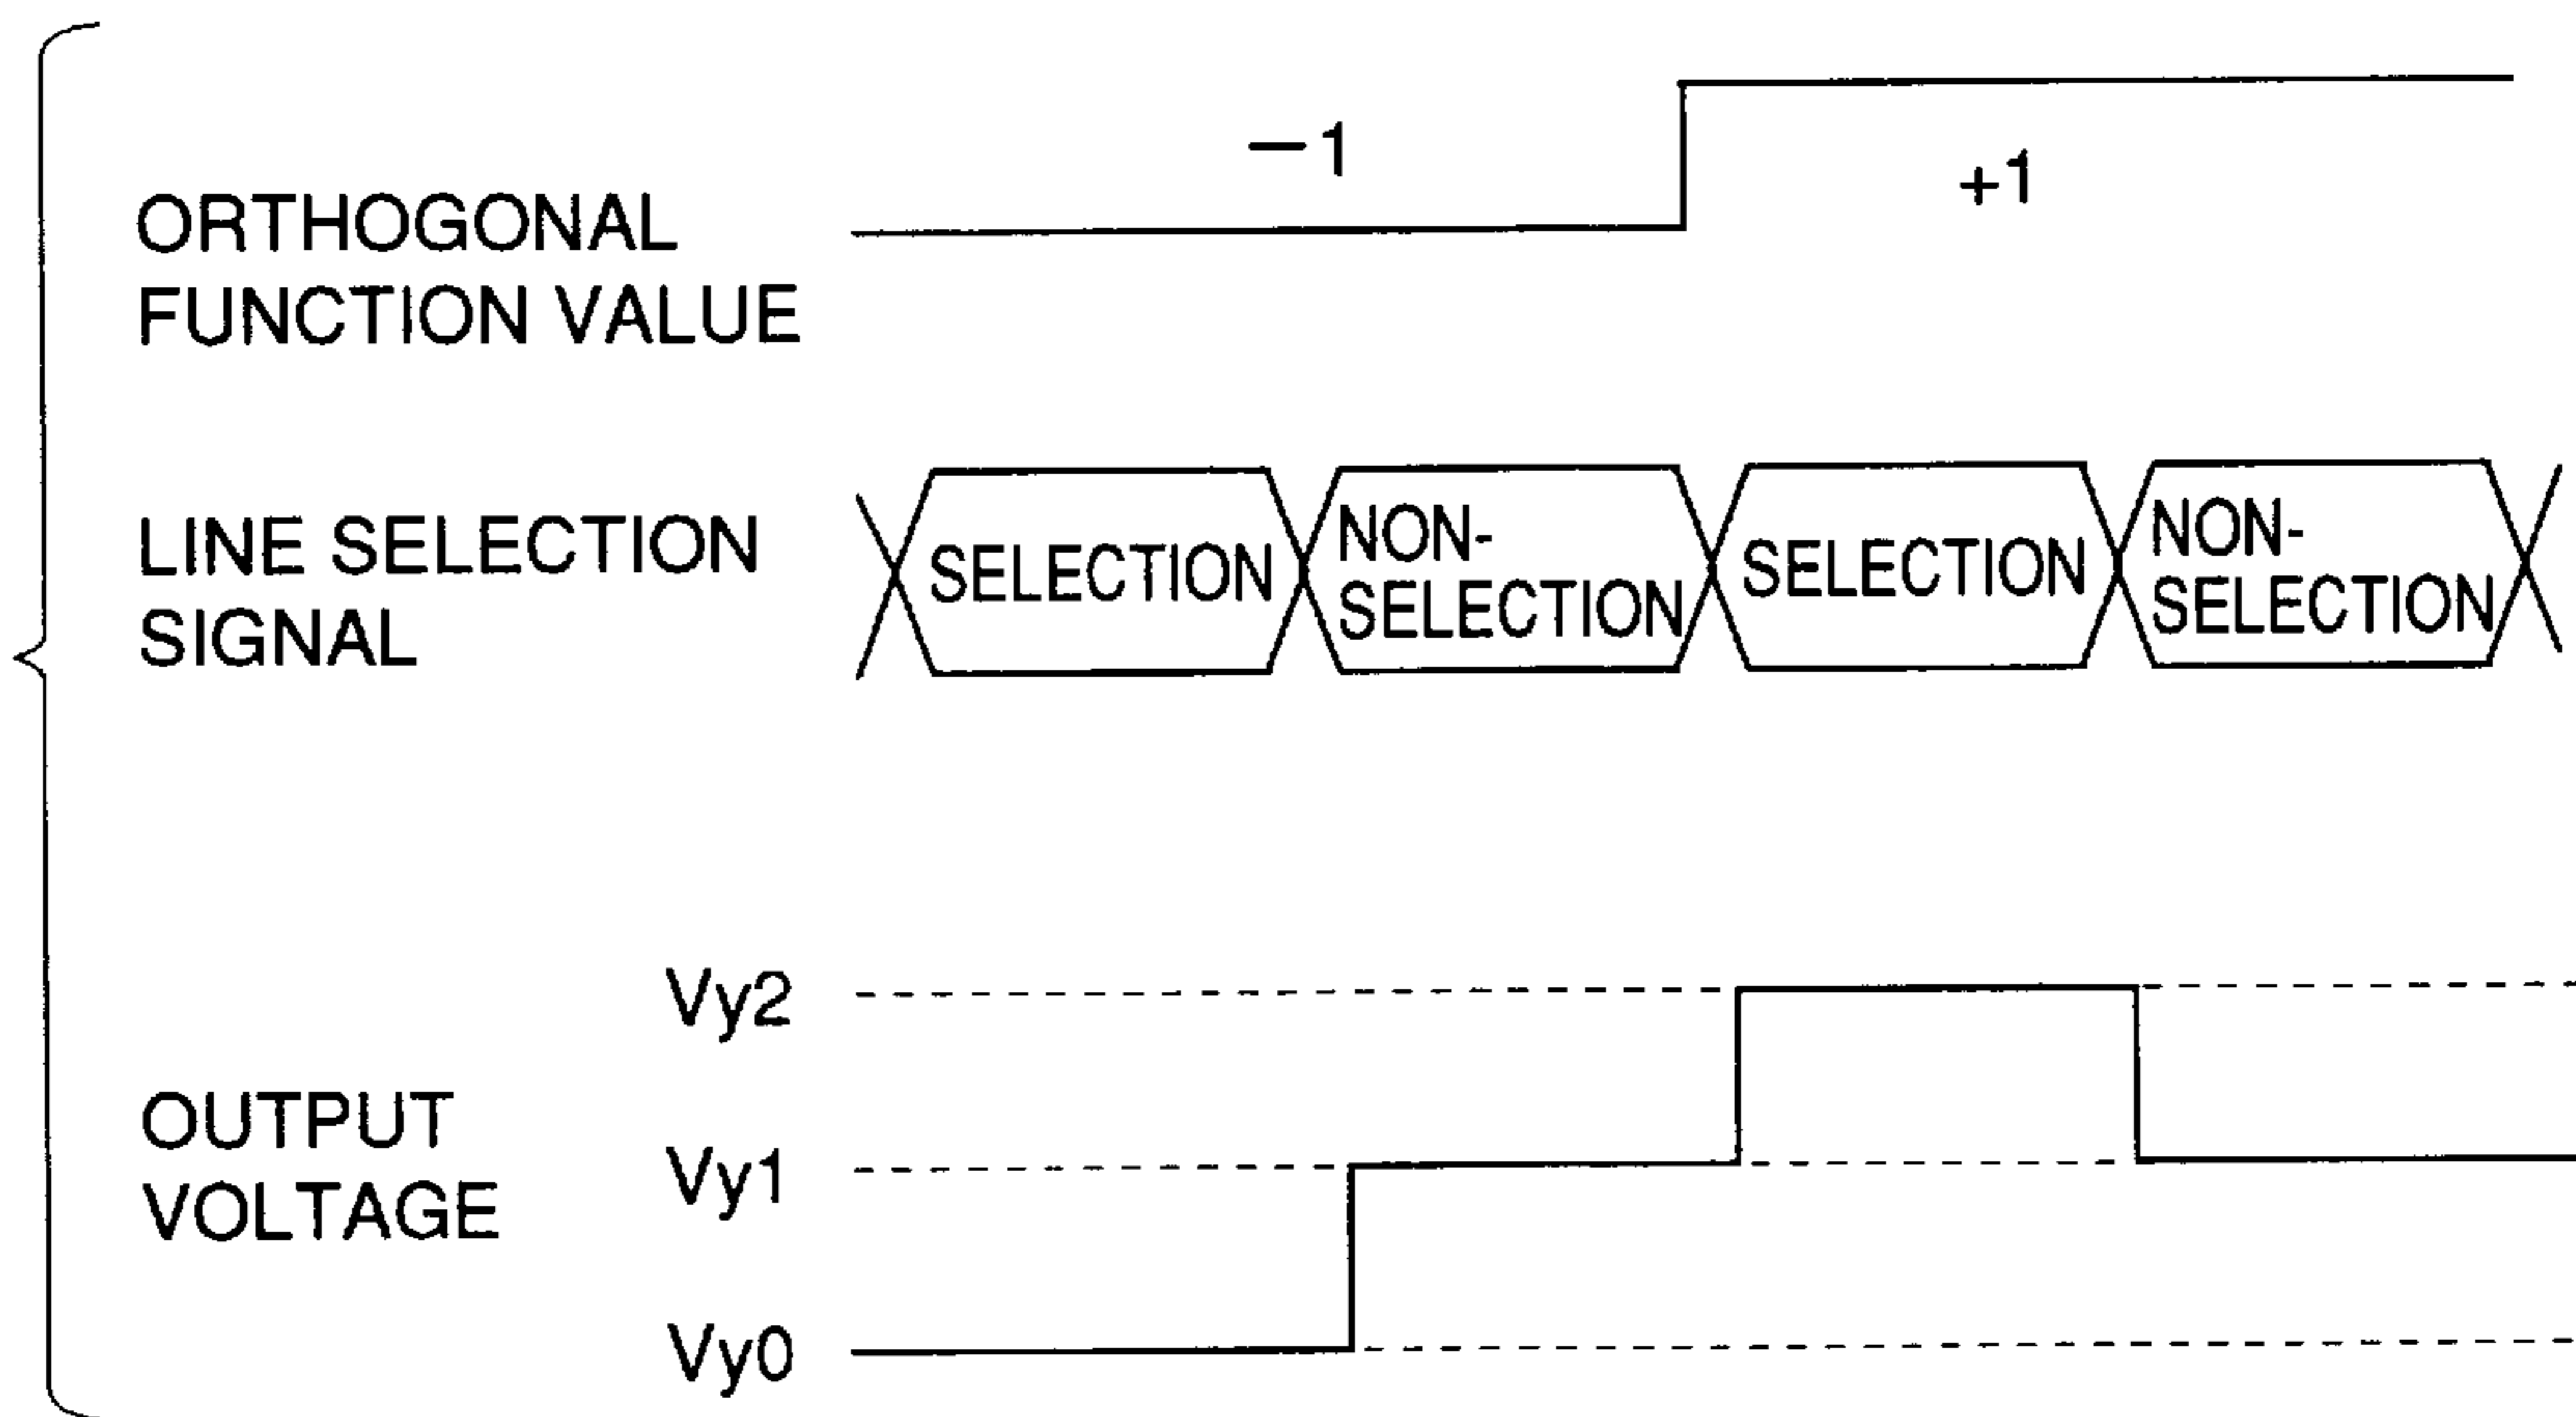 ORTHOGONAL
FUNCTION VALUE
−1
+1
LINE SELECTION
SIGNAL
SELECTION
NON-
SELECTION
SELECTION
NON-
SELECTION
OUTPUT
VOLTAGE
Vy2
Vy1
Vy0